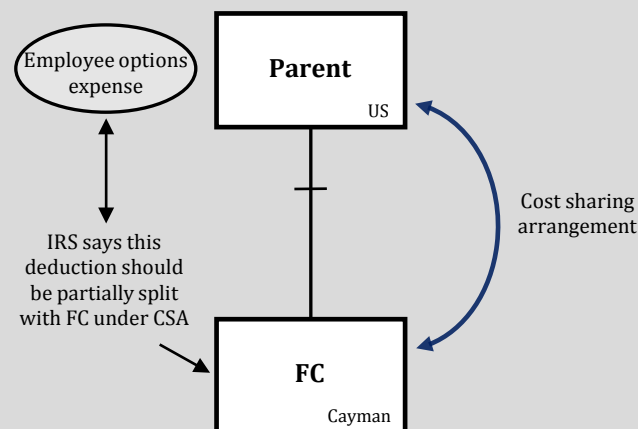 Employee options
expense
Parent
US
Cost sharing
arrangement
IRS says this
deduction should
be partially split
with FC under CSA
FC
Cayman